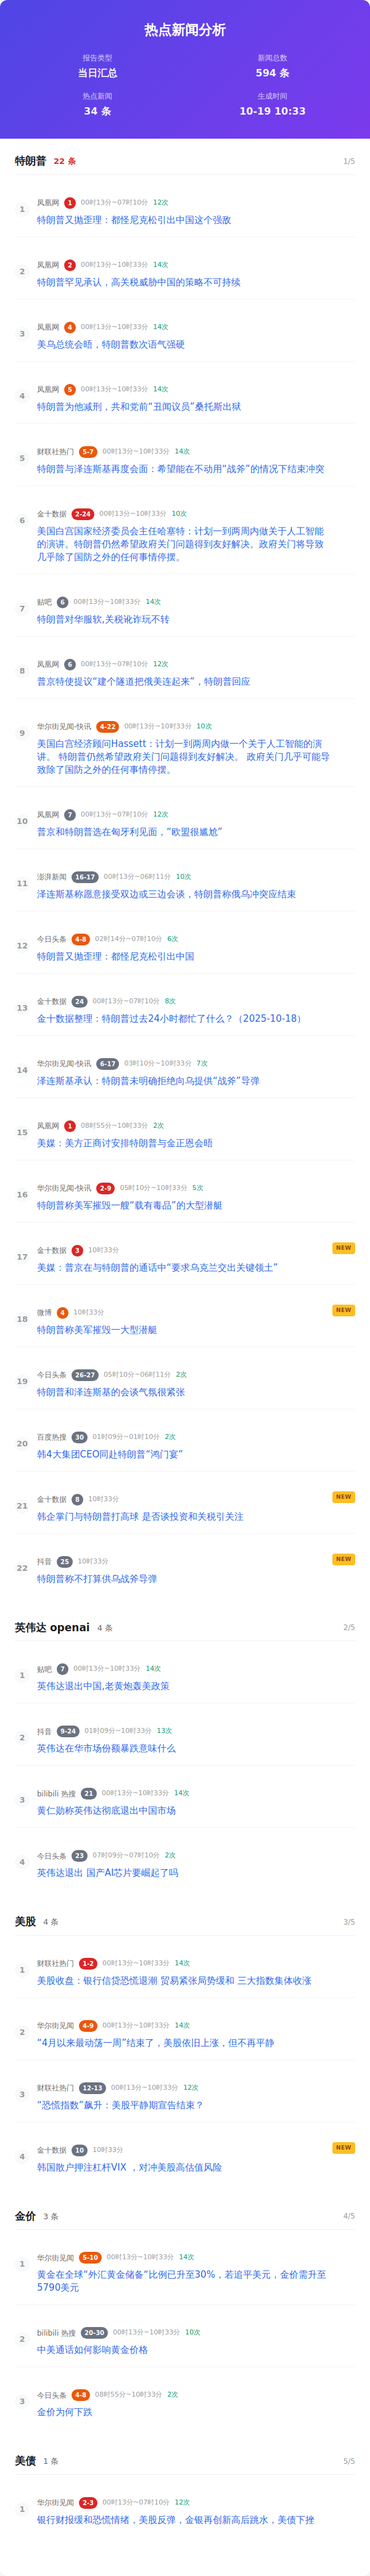 热点新闻分析
报告类型 新闻总数
当日汇总 594 条
热点新闻 生成时间
34 条 10-19 10:33
特朗普 22 条 1/5
1 凤凰网 1 00时13分~07时10分 12次
特朗普又抛歪理：都怪尼克松引出中国这个强敌
2 凤凰网 2 00时13分~10时33分 14次
特朗普罕见承认，高关税威胁中国的策略不可持续
3 凤凰网 4 00时13分~10时33分 14次
美乌总统会晤，特朗普数次语气强硬
4 凤凰网 5 00时13分~10时33分 14次
特朗普为他减刑，共和党前“丑闻议员”桑托斯出狱
5 财联社热门 5-7 00时13分~10时33分 14次
特朗普与泽连斯基再度会面：希望能在不动用“战斧”的情况下结束冲突
6 金十数据 2-24 00时13分~10时33分 10次
美国白宫国家经济委员会主任哈塞特：计划一到两周内做关于人工智能
的演讲。特朗普仍然希望政府关门问题得到友好解决。政府关门将导致
几乎除了国防之外的任何事情停摆。
7 贴吧 6 00时13分~10时33分 14次
特朗普对华服软,关税讹诈玩不转
8 凤凰网 6 00时13分~07时10分 12次
普京特使提议“建个隧道把俄美连起来”，特朗普回应
9 华尔街见闻-快讯 4-22 00时13分~10时33分 10次
美国白宫经济顾问Hassett：计划一到两周内做一个关于人工智能的演
讲。 特朗普仍然希望政府关门问题得到友好解决。 政府关门几乎可能导
致除了国防之外的任何事情停摆。
10 凤凰网 7 00时13分~07时10分 12次
普京和特朗普选在匈牙利见面，“欧盟很尴尬”
11 澎湃新闻 16-17 00时13分~06时11分 10次
泽连斯基称愿意接受双边或三边会谈，特朗普称俄乌冲突应结束
12 今日头条 4-8 02时14分~07时10分 6次
特朗普又抛歪理：都怪尼克松引出中国
13 金十数据 24 00时13分~07时10分 8次
金十数据整理：特朗普过去24小时都忙了什么？（2025-10-18）
14 华尔街见闻-快讯 6-17 03时10分~10时33分 7次
泽连斯基承认：特朗普未明确拒绝向乌提供“战斧”导弹
15 凤凰网 1 08时55分~10时33分 2次
美媒：美方正商讨安排特朗普与金正恩会晤
16 华尔街见闻-快讯 2-9 05时10分~10时33分 5次
特朗普称美军摧毁一艘“载有毒品”的大型潜艇
17 金十数据 3 10时33分 NEW
美媒：普京在与特朗普的通话中“要求乌克兰交出关键领土”
18 微博 4 10时33分 NEW
特朗普称美军摧毁一大型潜艇
19 今日头条 26-27 05时10分~06时11分 2次
特朗普和泽连斯基的会谈气氛很紧张
20 百度热搜 30 01时09分~01时10分 2次
韩4大集团CEO同赴特朗普“鸿门宴”
21 金十数据 8 10时33分 NEW
韩企掌门与特朗普打高球 是否谈投资和关税引关注
22 抖音 25 10时33分 NEW
特朗普称不打算供乌战斧导弹
英伟达 openai 4 条 2/5
1 贴吧 7 00时13分~10时33分 14次
英伟达退出中国,老黄炮轰美政策
2 抖音 9-24 01时09分~10时33分 13次
英伟达在华市场份额暴跌意味什么
3 bilibili 热搜 21 00时13分~10时33分 14次
黄仁勋称英伟达彻底退出中国市场
4 今日头条 23 07时09分~07时10分 2次
英伟达退出 国产AI芯片要崛起了吗
美股 4 条 3/5
1 财联社热门 1-2 00时13分~10时33分 14次
美股收盘：银行信贷恐慌退潮 贸易紧张局势缓和 三大指数集体收涨
2 华尔街见闻 4-9 00时13分~10时33分 14次
“4月以来最动荡一周”结束了，美股依旧上涨，但不再平静
3 财联社热门 12-13 00时13分~10时33分 12次
“恐慌指数”飙升：美股平静期宣告结束？
4 金十数据 10 10时33分 NEW
韩国散户押注杠杆VIX ，对冲美股高估值风险
金价 3 条 4/5
1 华尔街见闻 5-10 00时13分~10时33分 14次
黄金在全球“外汇黄金储备”比例已升至30%，若追平美元，金价需升至
5790美元
2 bilibili 热搜 20-30 00时13分~10时33分 10次
中美通话如何影响黄金价格
3 今日头条 4-8 08时55分~10时33分 2次
金价为何下跌
美债 1 条 5/5
1 华尔街见闻 2-3 00时13分~07时10分 12次
银行财报缓和恐慌情绪，美股反弹，金银再创新高后跳水，美债下挫